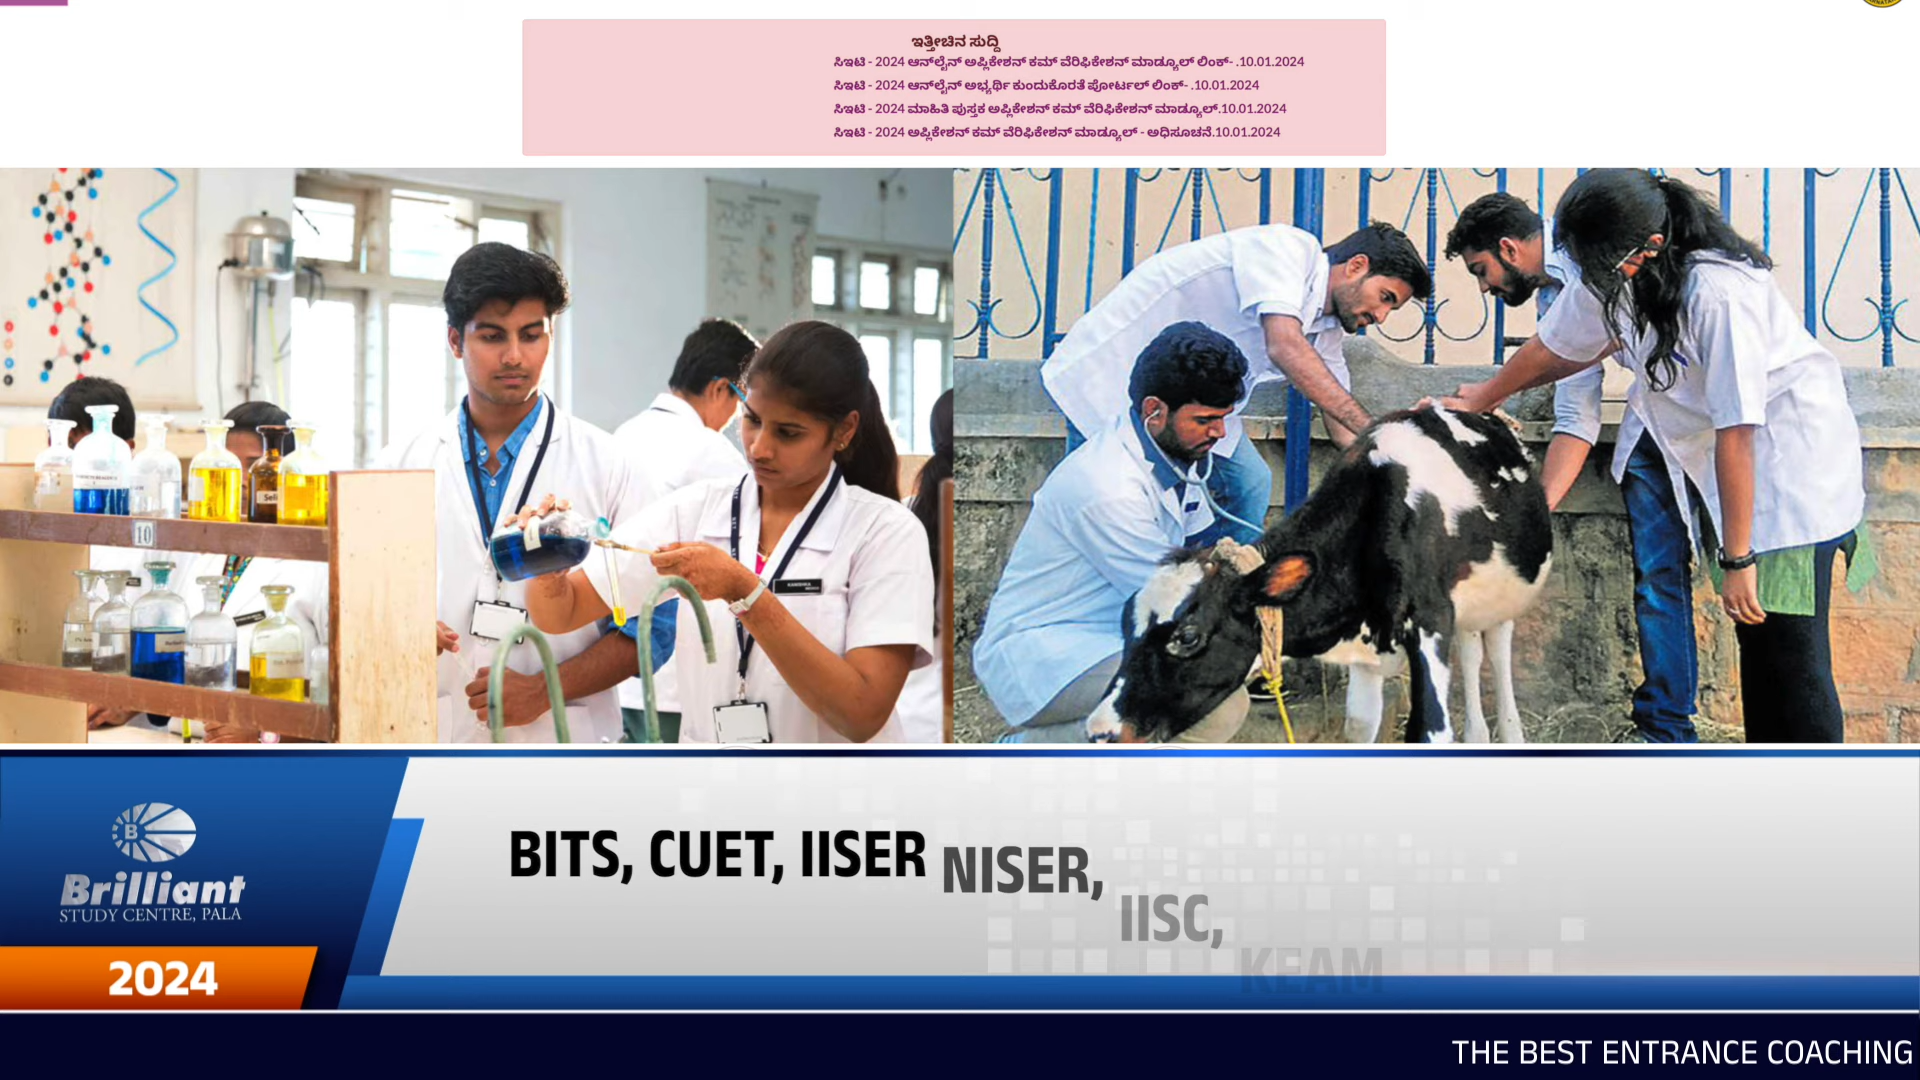 ಇತ್ತೀಚಿನ ಸುದ್ದಿ
ಸಿಇಟಿ - 2024 ಆನ್‌ಲೈನ್ ಅಪ್ಲಿಕೇಶನ್ ಕಮ್ ವೆರಿಫಿಕೇಶನ್ ಮಾಡ್ಯೂಲ್ ಲಿಂಕ್- .10.01.2024
ಸಿಇಟಿ - 2024 ಆನ್‌ಲೈನ್ ಅಭ್ಯರ್ಥಿ ಕುಂದುಕೊರತೆ ಪೋರ್ಟಲ್ ಲಿಂಕ್- .10.01.2024
ಸಿಇಟಿ - 2024 ಮಾಹಿತಿ ಪುಸ್ತಕ ಅಪ್ಲಿಕೇಶನ್ ಕಮ್ ವೆರಿಫಿಕೇಶನ್ ಮಾಡ್ಯೂಲ್.10.01.2024
ಸಿಇಟಿ - 2024 ಅಪ್ಲಿಕೇಶನ್ ಕಮ್ ವೆರಿಫಿಕೇಶನ್ ಮಾಡ್ಯೂಲ್ - ಅಧಿಸೂಚನೆ.10.01.2024
10
B
Brilliant
STUDY CENTRE, PALA
2024
BITS, CUET, IISER NISER, IISC, KEAM
THE BEST ENTRANCE COACHING